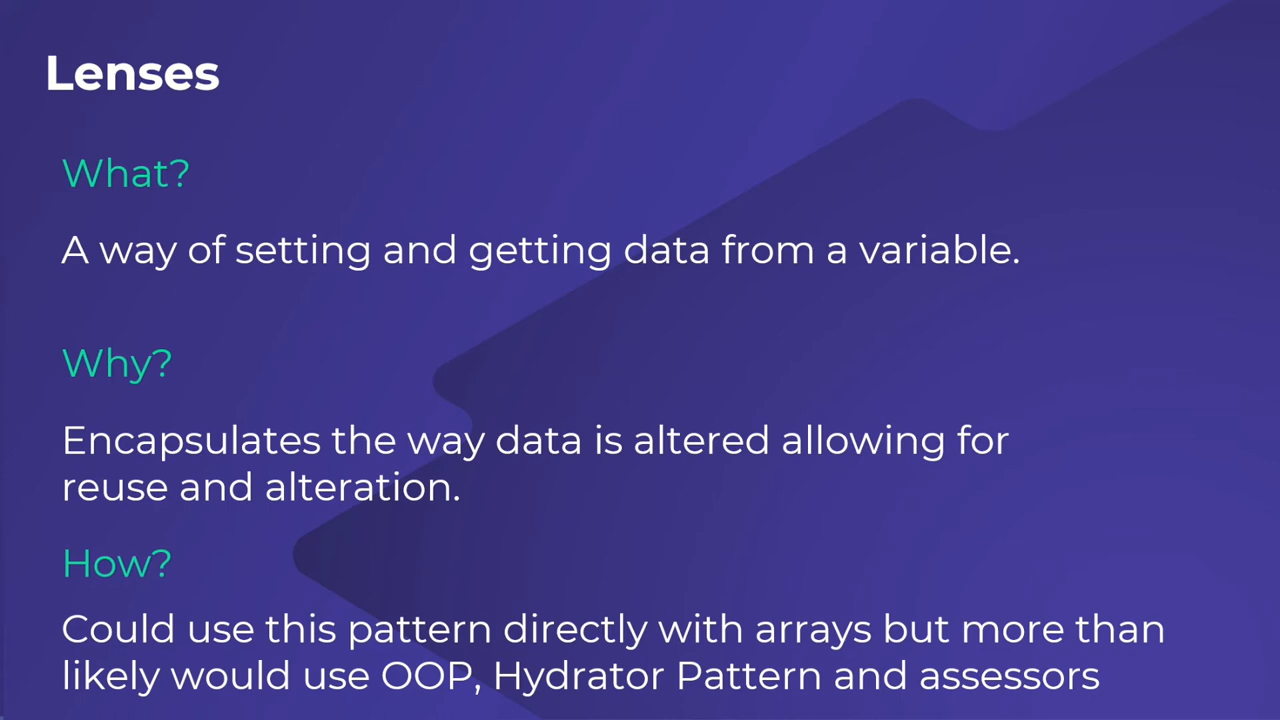 Lenses
What?
A way of setting and getting data from a variable.
Why?
Encapsulates the way data is altered allowing for
reuse and alteration.
How?
Could use this pattern directly with arrays but more than
likely would use OOP, Hydrator Pattern and assessors